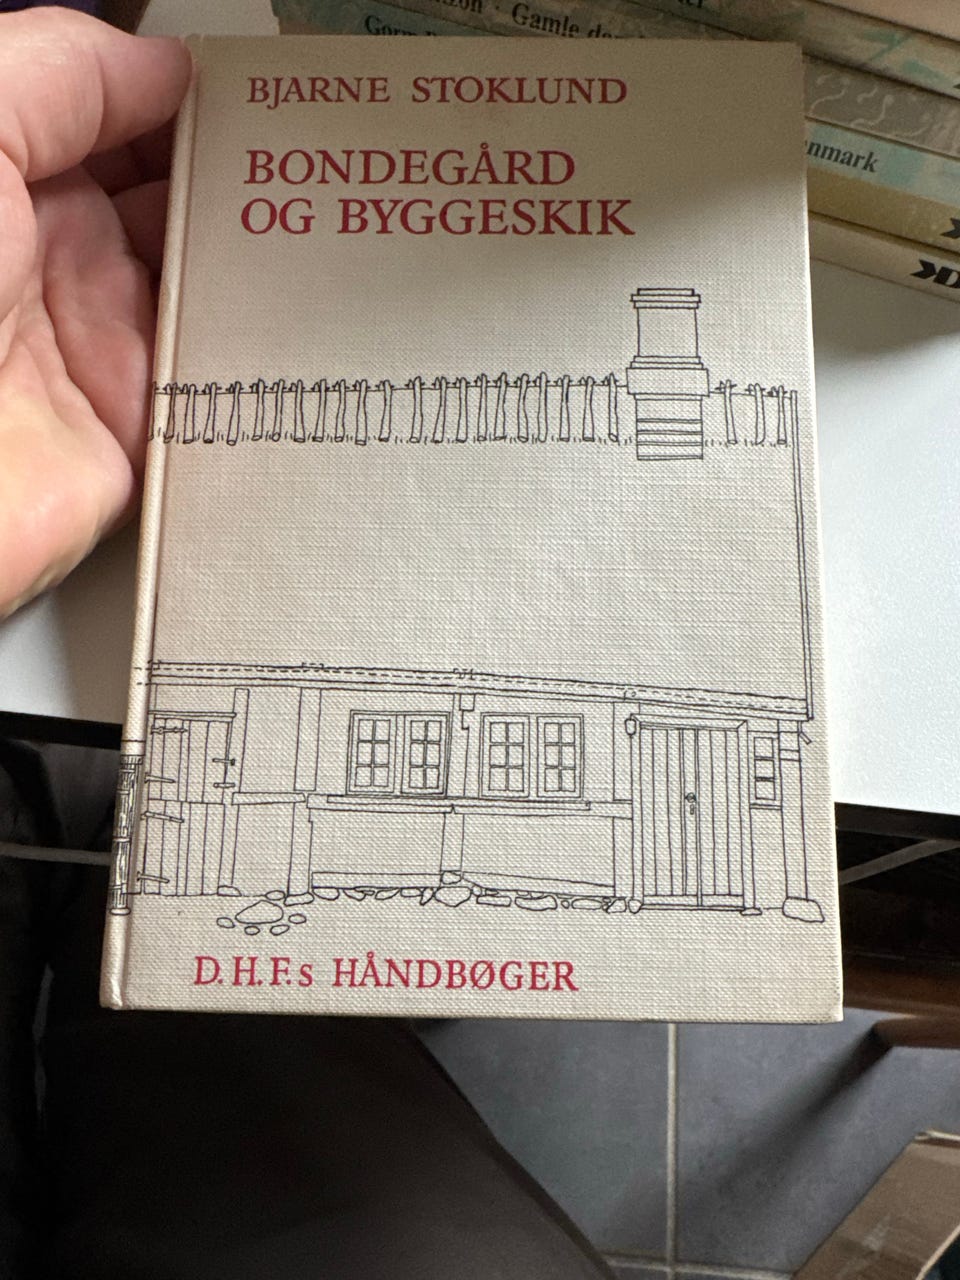 Gamle
nmark
BJARNE STOKLUND
BONDEGÅRD
OG BYGGESKIK
D.H.F.s HÅNDBØGER